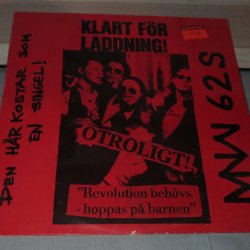 KLART FÖR
LADDNING!
DEN HÄR KOSTAR SOM
EN SINGEL!
MNW 62S
OTROLIGT!
"Revolution behövs
- hoppas på barnen"